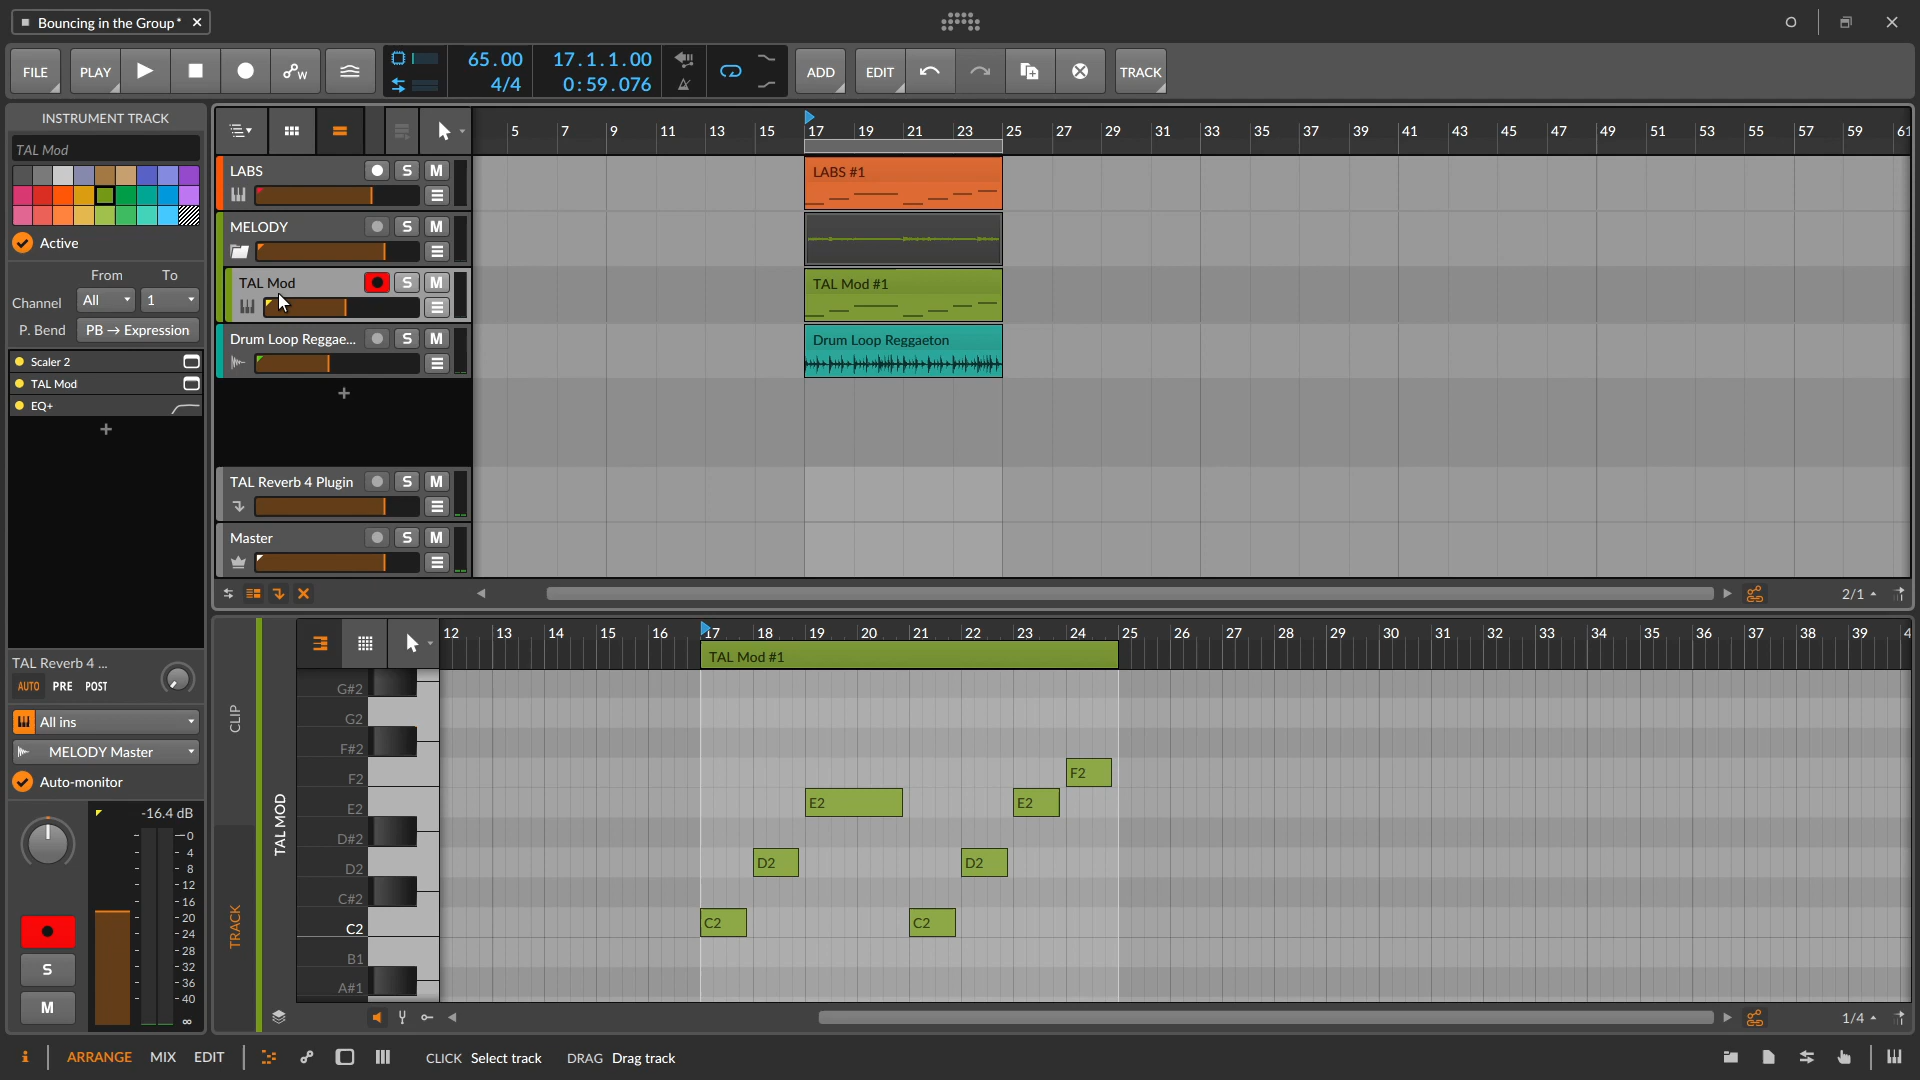 Bouncing in the Group*
FILE PLAY 65.00 17.1.1.00 ADD EDIT TRACK
4/4 0:59.076
INSTRUMENT TRACK
TAL Mod
5 7 9 11 13 15 17 19 21 23 25 27 29 31 33 35 37 39 41 43 45 47 49 51 53 55 57 59 61
LABS S M LABS #1
MELODY S M
Active
TAL Mod S M TAL Mod #1
From To
Channel All 1
P. Bend PB → Expression
Drum Loop Reggae... S M Drum Loop Reggaeton
Scaler 2
TAL Mod
EQ+
+
TAL Reverb 4 Plugin S M
Master S M
2/1
TAL Reverb 4 ...
AUTO PRE POST
All ins
MELODY Master
Auto-monitor
-16.4 dB
0
4
8
12
16
20
24
28
32
36
40
∞
S
M
CLIP
TRACK
TAL MOD
12 13 14 15 16 17 18 19 20 21 22 23 24 25 26 27 28 29 30 31 32 33 34 35 36 37 38 39 4
TAL Mod #1
G#2
G2
F#2
F2 F2
E2 E2 E2
D#2
D2 D2 D2
C#2
C2 C2 C2
B1
A#1
1/4
i ARRANGE MIX EDIT CLICK Select track DRAG Drag track